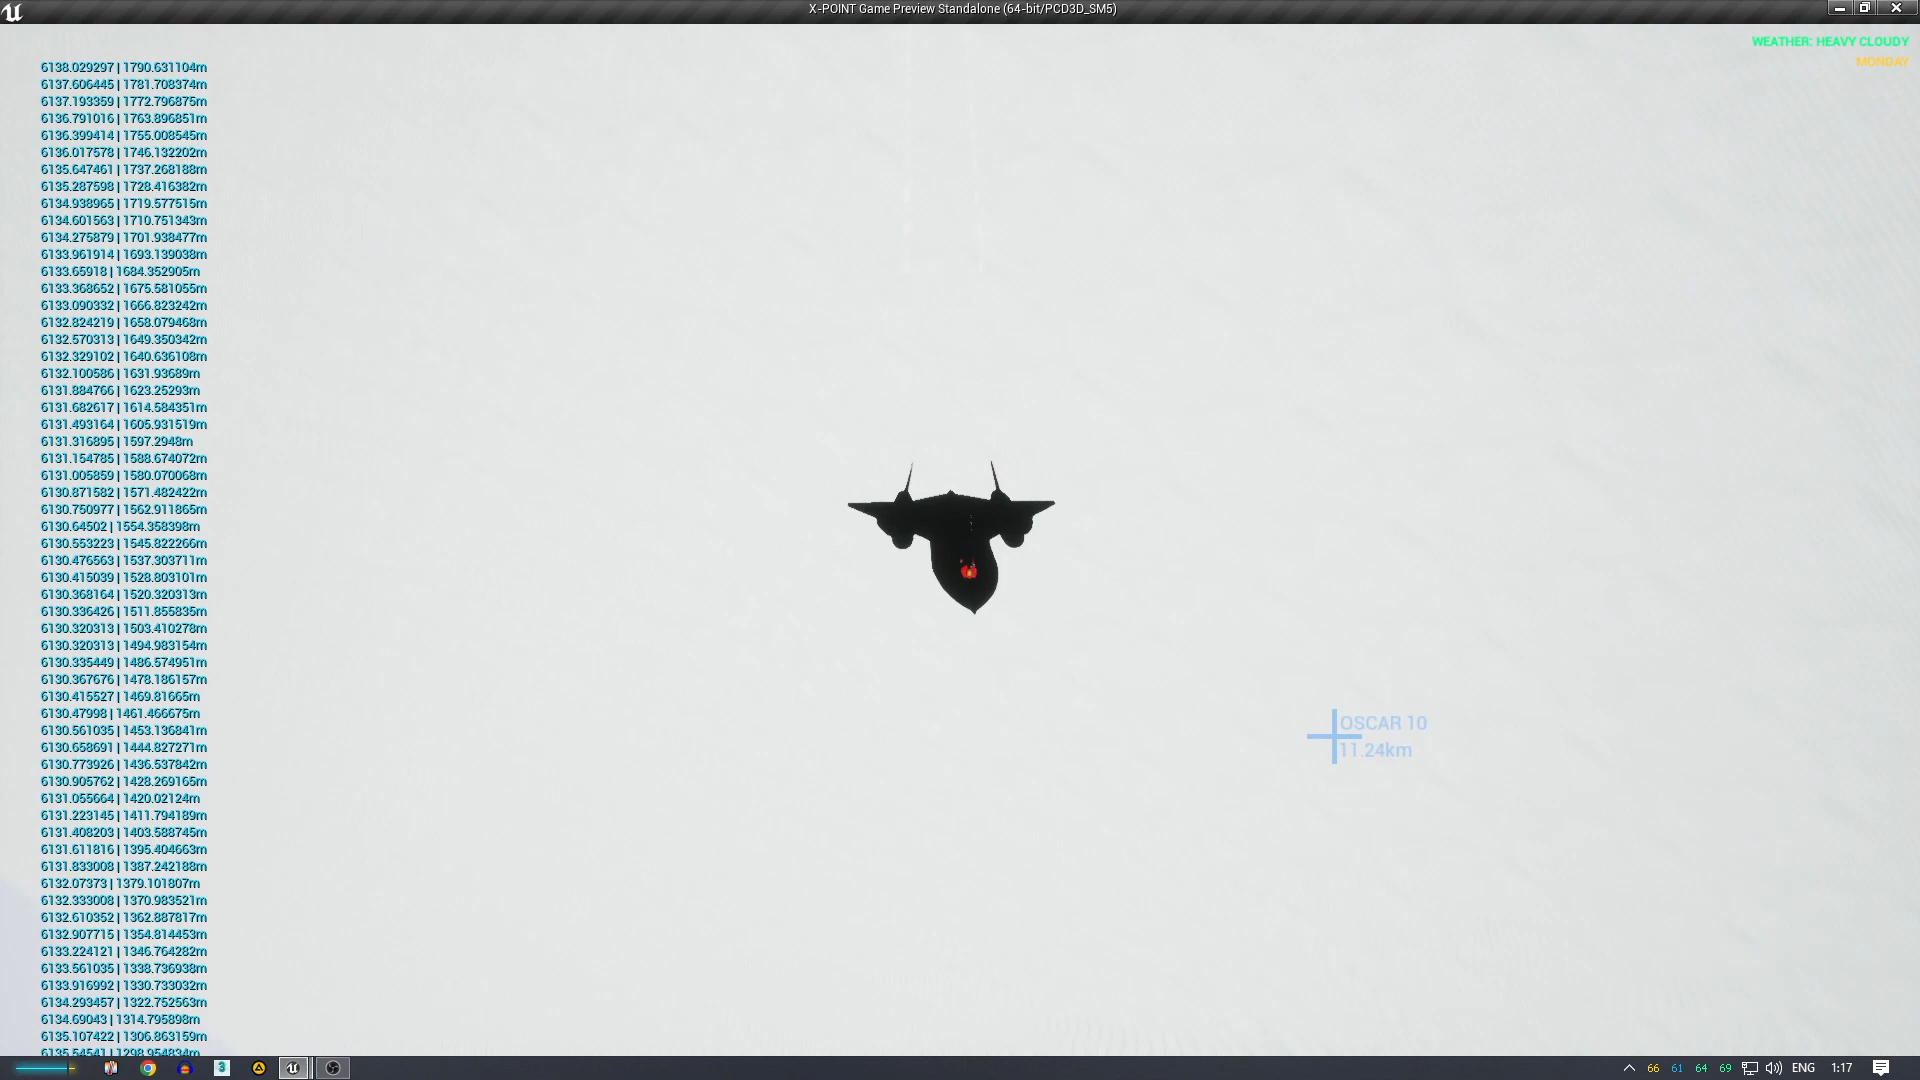 X-POINT Game Preview Standalone (64-bit/PCD3D_SM5)
WEATHER: HEAVY CLOUDY
MONDAY
6138.029297 | 1790.631104m
6137.606445 | 1781.708374m
6137.193359 | 1772.796875m
6136.791016 | 1763.896851m
6136.399414 | 1755.008545m
6136.017578 | 1746.132202m
6135.647461 | 1737.268188m
6135.287598 | 1728.416382m
6134.938965 | 1719.577515m
6134.601563 | 1710.751343m
6134.275879 | 1701.938477m
6133.961914 | 1693.139038m
6133.65918 | 1684.352905m
6133.368652 | 1675.581055m
6133.090332 | 1666.823242m
6132.824219 | 1658.079468m
6132.570313 | 1649.350342m
6132.329102 | 1640.636108m
6132.100586 | 1631.93689m
6131.884766 | 1623.25293m
6131.682617 | 1614.584351m
6131.493164 | 1605.931519m
6131.316895 | 1597.2948m
6131.154785 | 1588.674072m
6131.005859 | 1580.070068m
6130.871582 | 1571.482422m
6130.750977 | 1562.911865m
6130.64502 | 1554.358398m
6130.553223 | 1545.822266m
6130.476563 | 1537.303711m
6130.415039 | 1528.803101m
6130.368164 | 1520.320313m
6130.336426 | 1511.855835m
6130.320313 | 1503.410278m
6130.320313 | 1494.983154m
6130.335449 | 1486.574951m
6130.367676 | 1478.186157m
6130.415527 | 1469.81665m
6130.47998 | 1461.466675m
6130.561035 | 1453.136841m
6130.658691 | 1444.827271m
6130.773926 | 1436.537842m
6130.905762 | 1428.269165m
6131.055664 | 1420.02124m
6131.223145 | 1411.794189m
6131.408203 | 1403.588745m
6131.611816 | 1395.404663m
6131.833008 | 1387.242188m
6132.07373 | 1379.101807m
6132.333008 | 1370.983521m
6132.610352 | 1362.887817m
6132.907715 | 1354.814453m
6133.224121 | 1346.764282m
6133.561035 | 1338.736938m
6133.916992 | 1330.733032m
6134.293457 | 1322.752563m
6134.69043 | 1314.795898m
6135.107422 | 1306.863159m
6135.54541 | 1298.954834m
OSCAR 10
11.24km
3
66 61 64 69 ENG 1:17